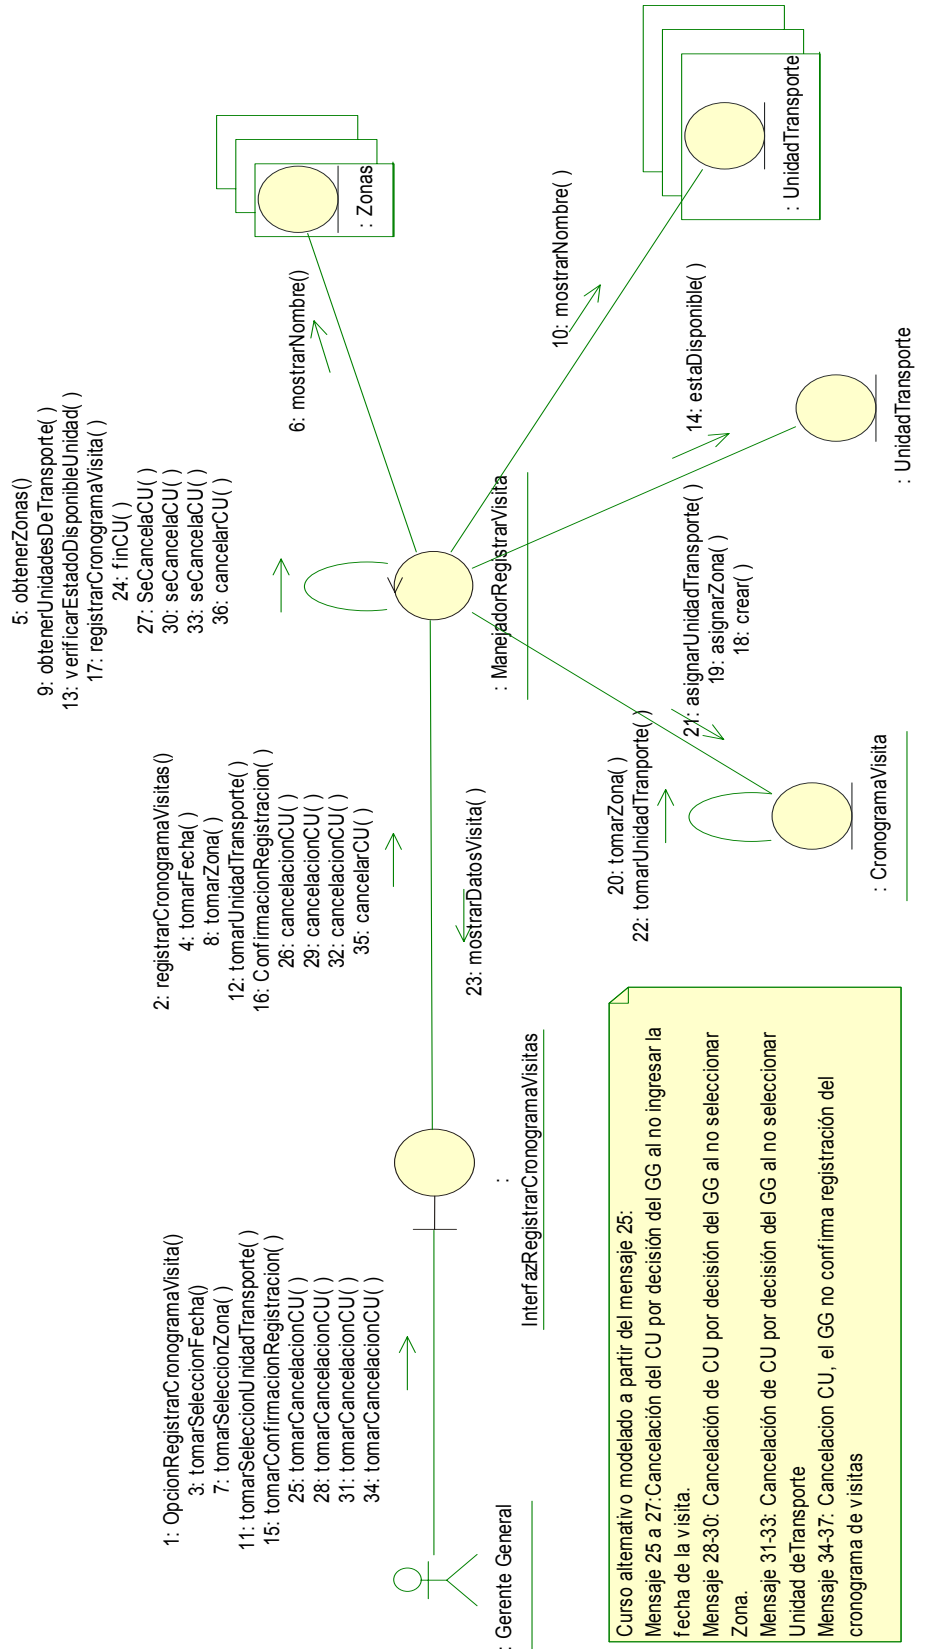 1: OpcionRegistrarCronogramaVisita()
3: tomarSeleccionFecha()
7: tomarSeleccionZona( )
11: tomarSeleccionUnidadTransporte( )
15: tomarConfirmacionRegistracion( )
25: tomarCancelacionCU( )
28: tomarCancelacionCU( )
31: tomarCancelacionCU( )
34: tomarCancelacionCU( )
: Gerente General
2: registrarCronogramaVisitas()
4: tomarFecha( )
8: tomarZona( )
12: tomarUnidadTransporte( )
16: ConfirmacionRegistracion( )
26: cancelacionCU( )
29: cancelacionCU( )
32: cancelacionCU( )
35: cancelarCU( )
:
InterfazRegistrarCronogramaVisitas
23: mostrarDatosVisita( )
5: obtenerZonas()
9: obtenerUnidadesDeTransporte( )
13: verificarEstadoDisponibleUnidad( )
17: registrarCronogramaVisita( )
24: finCU( )
27: SeCancelaCU( )
30: seCancelaCU( )
33: seCancelaCU( )
36: cancelarCU( )
: ManejadorRegistrarVisita
6: mostrarNombre()
: Zonas
10: mostrarNombre( )
: UnidadTransporte
14: estaDisponible( )
: UnidadTransporte
21: asignarUnidadTransporte( )
19: asignarZona( )
18: crear( )
20: tomarZona( )
22: tomarUnidadTranporte( )
: CronogramaVisita
Curso alternativo modelado a partir del mensaje 25:
Mensaje 25 a 27:Cancelación del CU por decisión del GG al no ingresar la
fecha de la visita.
Mensaje 28-30: Cancelación de CU por decisión del GG al no seleccionar
Zona.
Mensaje 31-33: Cancelación de CU por decisión del GG al no seleccionar
Unidad deTransporte
Mensaje 34-37: Cancelacion CU, el GG no confirma registración del
cronograma de visitas